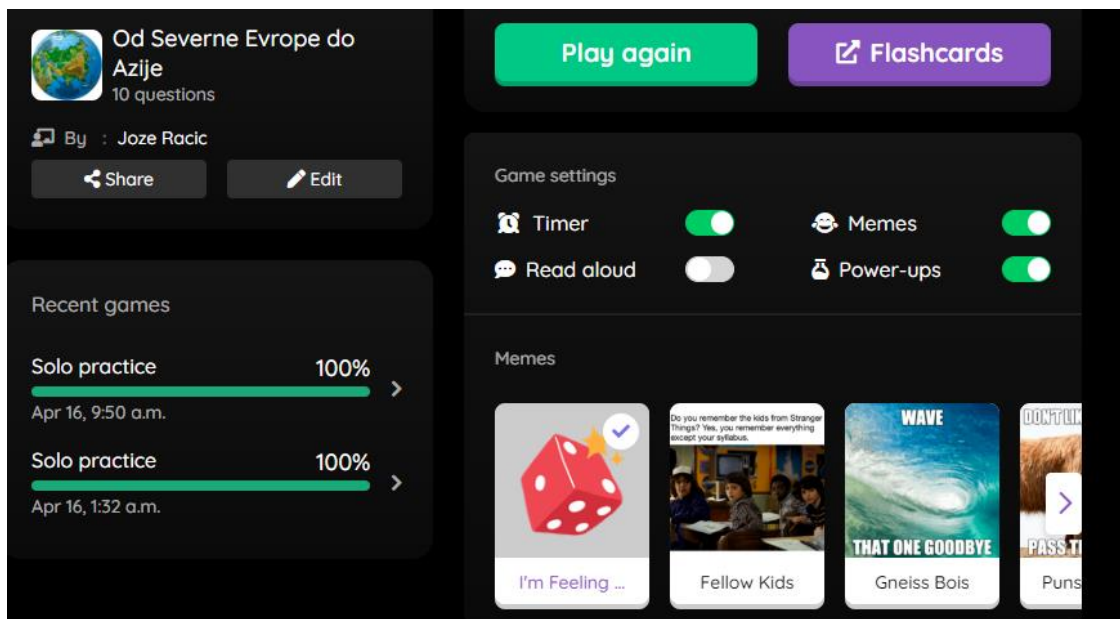 Od Severne Evrope do
Azije
10 questions
By : Joze Racic
Share
Edit
Recent games
Solo practice 100%
Apr 16, 9:50 a.m.
Solo practice 100%
Apr 16, 1:32 a.m.
Play again
Flashcards
Game settings
Timer
Memes
Read aloud
Power-ups
Memes
I'm Feeling ...
Do you remember the kids from Stranger
Things? Yes, you remember everything
except your syllabus.
Fellow Kids
WAVE
THAT ONE GOODBYE
Gneiss Bois
DON'T
PASS
Puns